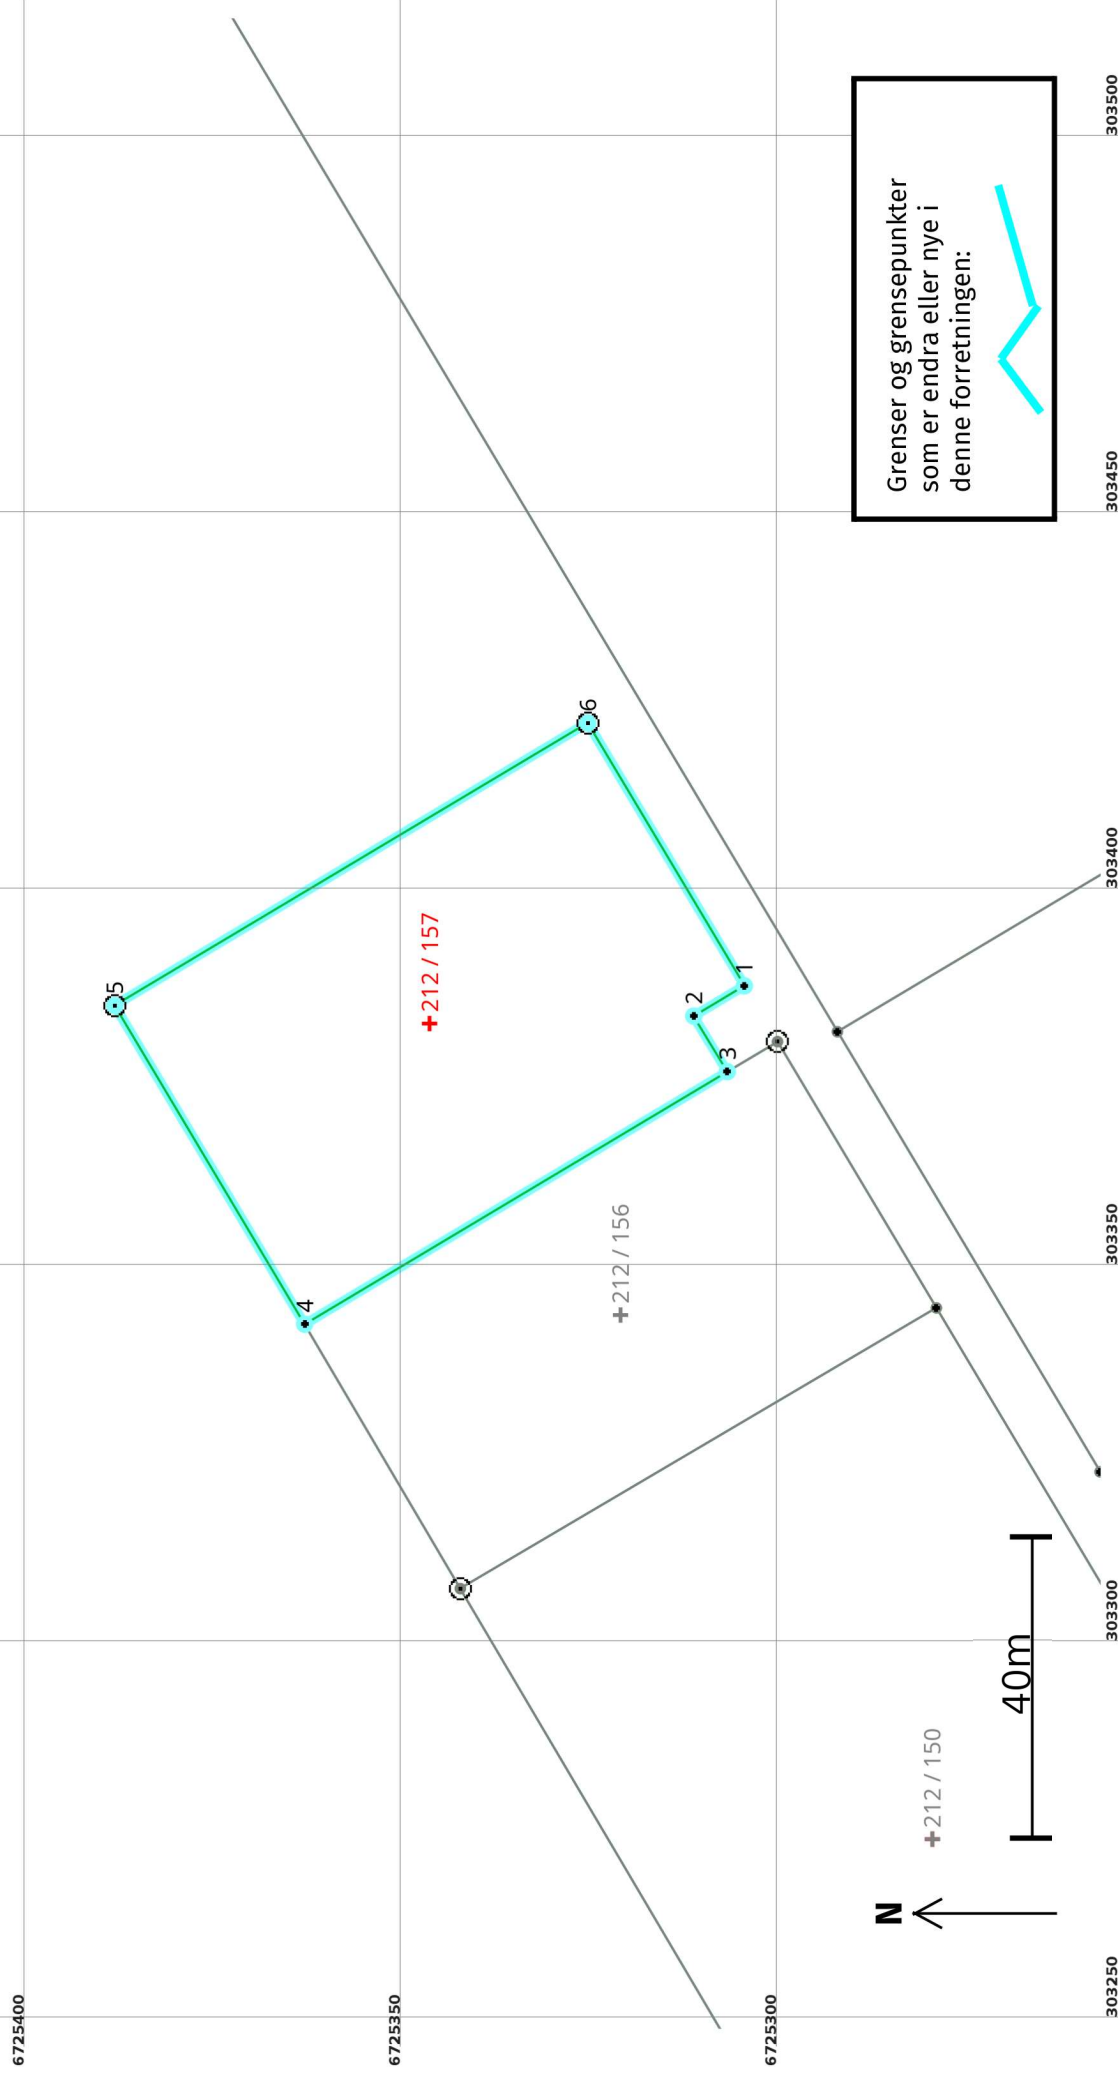 6725400
6725350
6725300
5
4
+212 / 157
6
2
3
1
+212 / 156
+212 / 150
N
40m
Grenser og grensepunkter
som er endra eller nye i
denne forretningen:
303250
303300
303350
303400
303450
303500